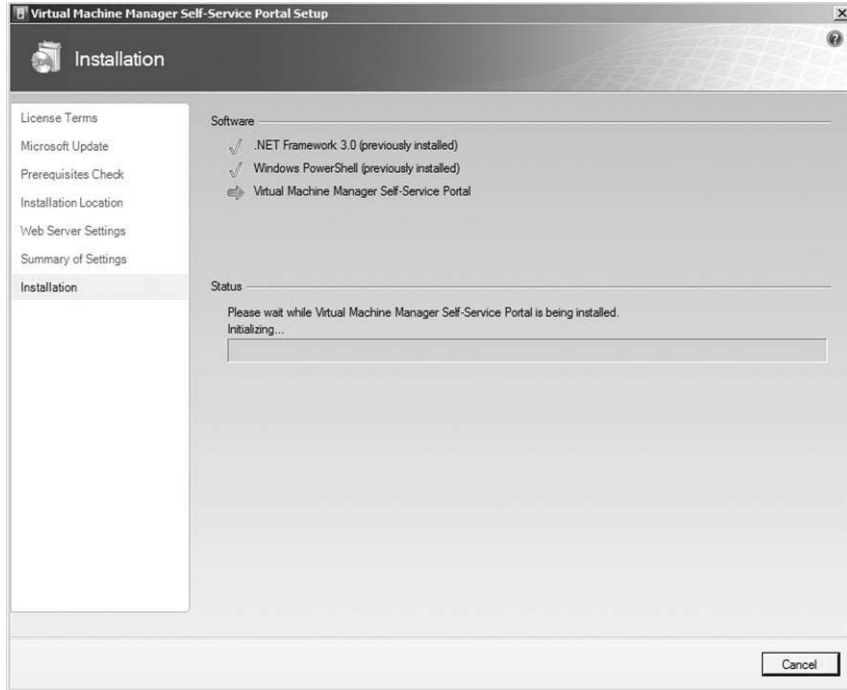 Virtual Machine Manager Self-Service Portal Setup
Installation
License Terms
Microsoft Update
Prerequisites Check
Installation Location
Web Server Settings
Summary of Settings
Installation
Software
.NET Framework 3.0 (previously installed)
Windows PowerShell (previously installed)
Virtual Machine Manager Self-Service Portal
Status
Please wait while Virtual Machine Manager Self-Service Portal is being installed.
Initializing...
Cancel